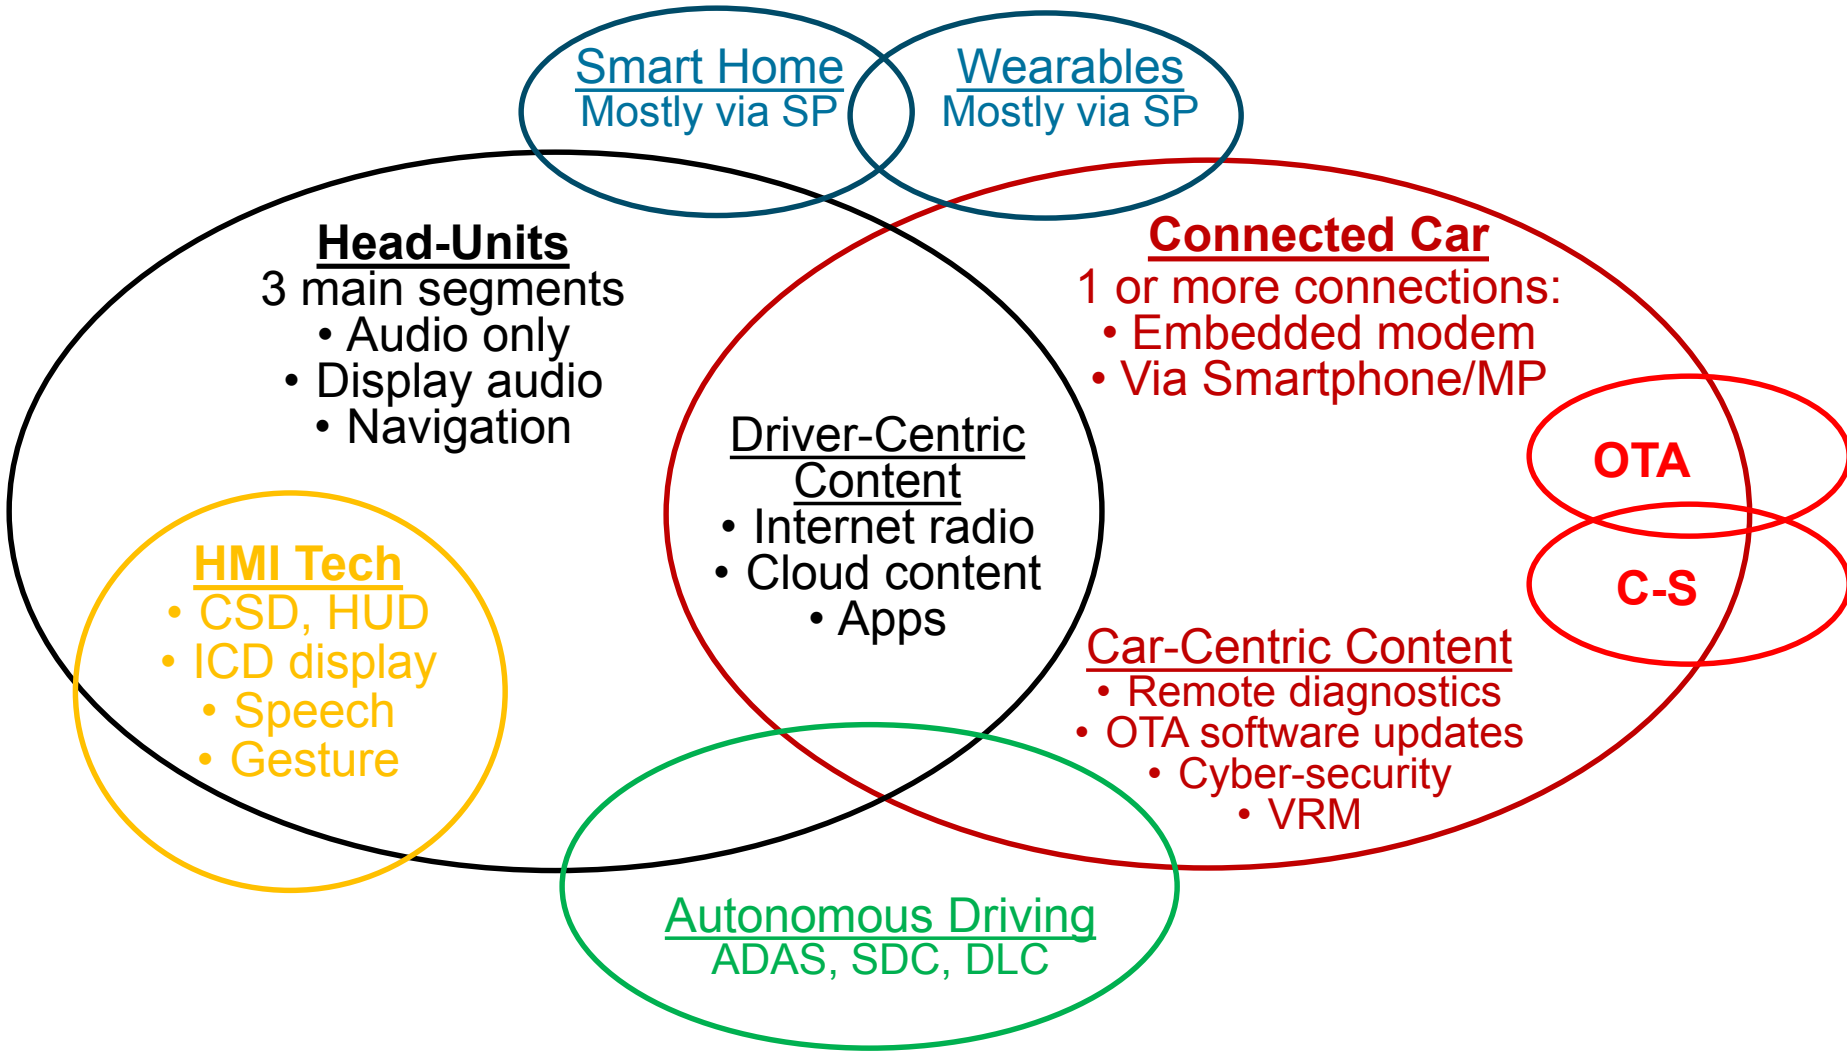 Smart Home
Mostly via SP
Wearables
Mostly via SP
Head-Units
3 main segments
• Audio only
• Display audio
• Navigation
Connected Car
1 or more connections:
• Embedded modem
• Via Smartphone/MP
Driver-Centric
Content
• Internet radio
• Cloud content
• Apps
OTA
C-S
HMI Tech
• CSD, HUD
• ICD display
• Speech
• Gesture
Car-Centric Content
• Remote diagnostics
• OTA software updates
• Cyber-security
• VRM
Autonomous Driving
ADAS, SDC, DLC